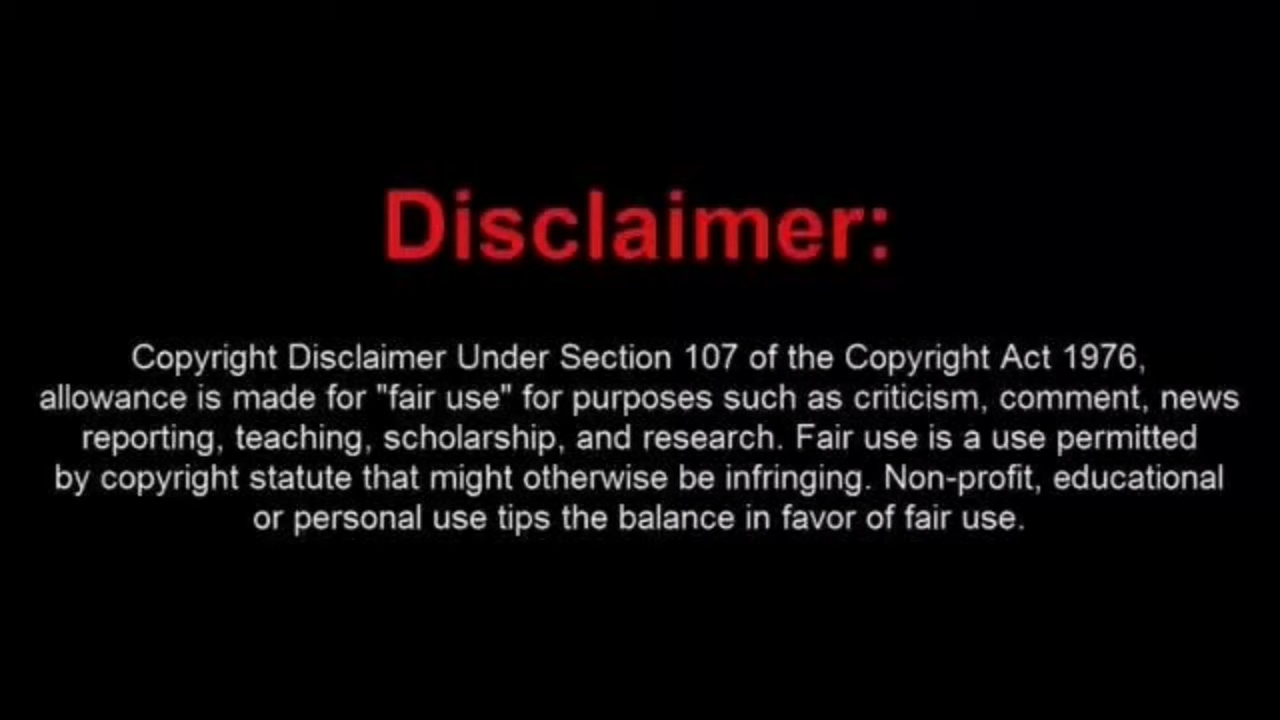 Disclaimer:
Copyright Disclaimer Under Section 107 of the Copyright Act 1976,
allowance is made for "fair use" for purposes such as criticism, comment, news
reporting, teaching, scholarship, and research. Fair use is a use permitted
by copyright statute that might otherwise be infringing. Non-profit, educational
or personal use tips the balance in favor of fair use.